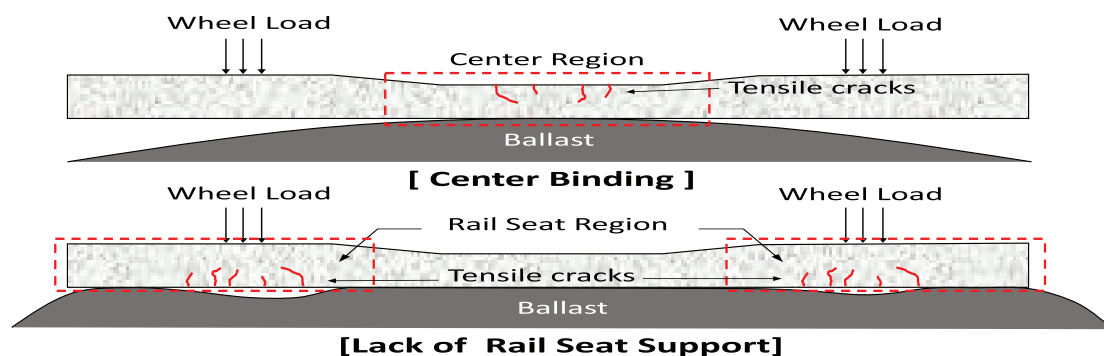 Wheel Load
Wheel Load
Center Region
Tensile cracks
Ballast
[ Center Binding ]
Wheel Load
Wheel Load
Rail Seat Region
Tensile cracks
Ballast
[Lack of Rail Seat Support]